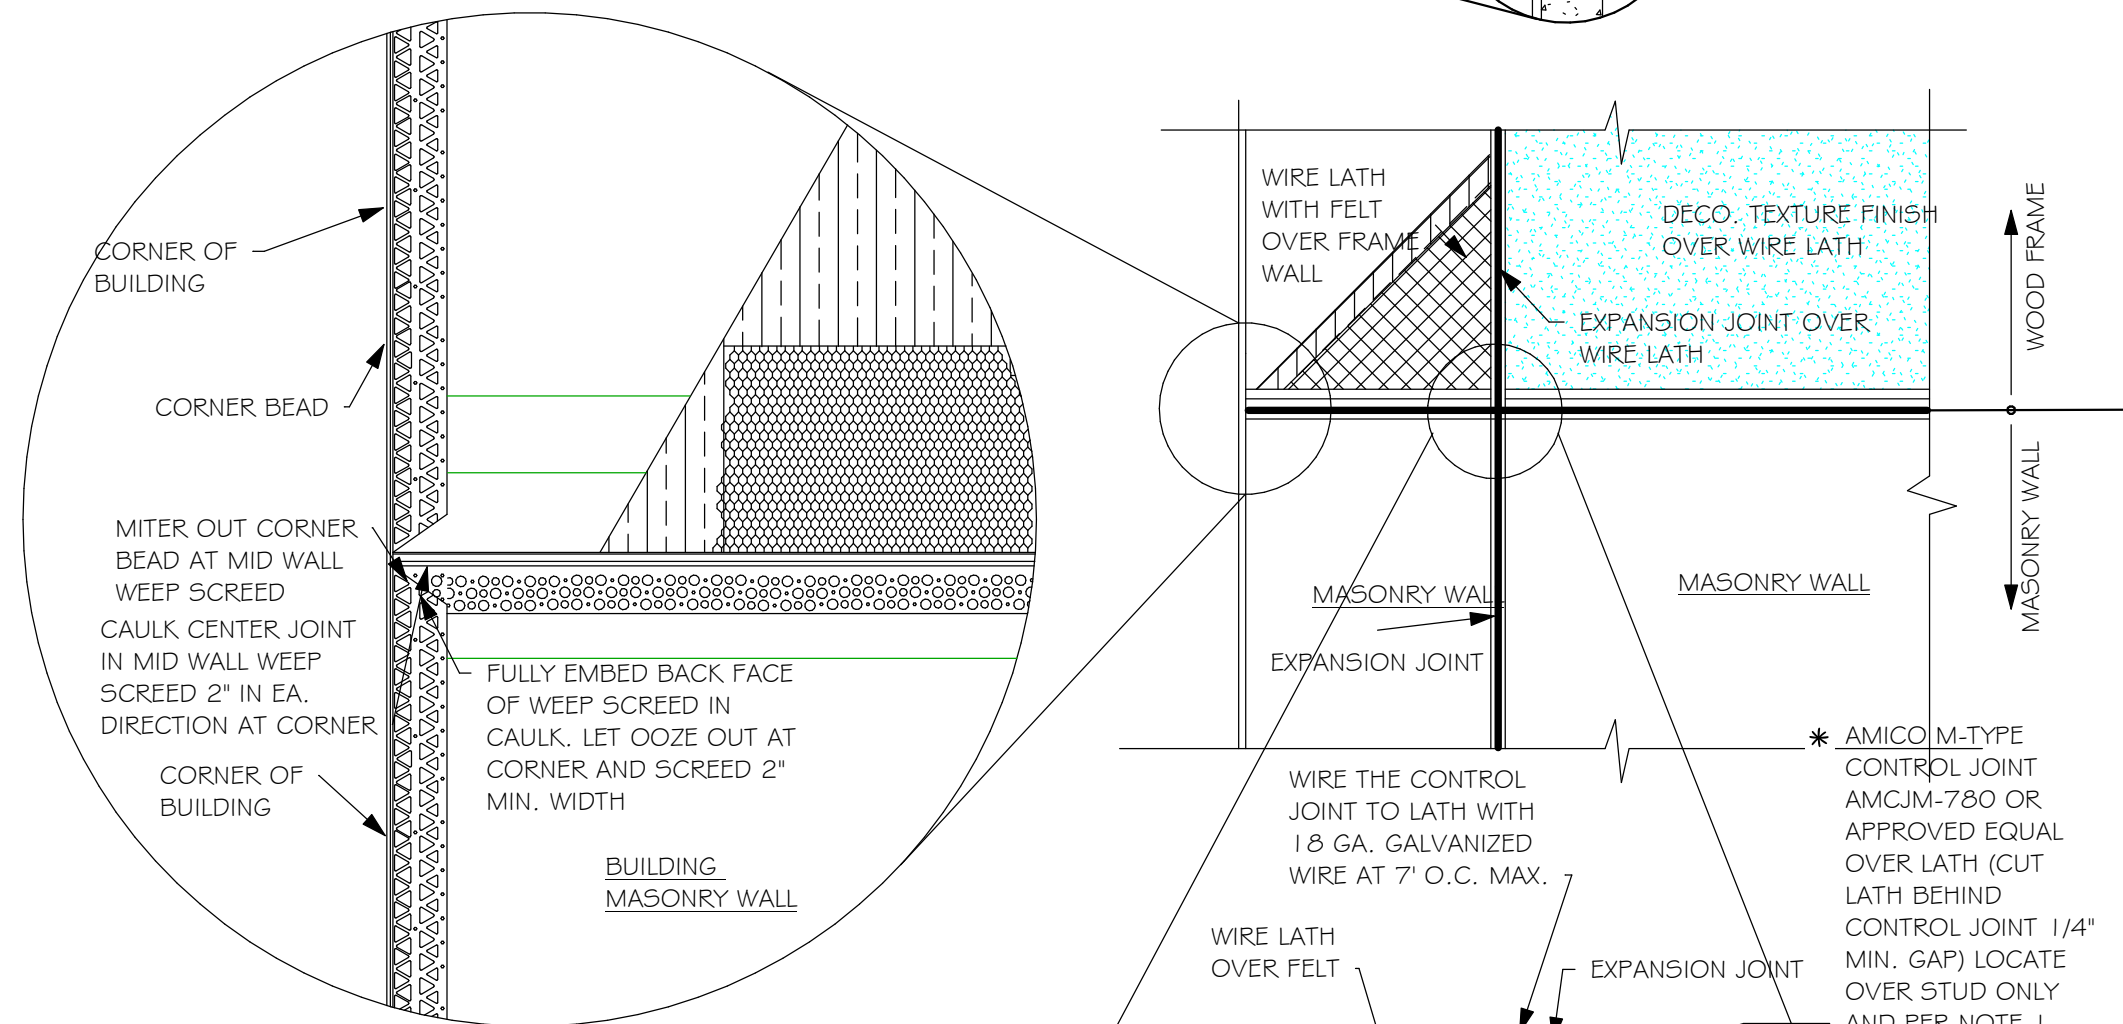 CORNER OF
BUILDING
CORNER BEAD
MITER OUT CORNER
BEAD AT MID WALL
WEEP SCREED
CAULK CENTER JOINT
IN MID WALL WEEP
SCREED 2" IN EA.
DIRECTION AT CORNER
CORNER OF
BUILDING
FULLY EMBED BACK FACE
OF WEEP SCREED IN
CAULK. LET OOZE OUT AT
CORNER AND SCREED 2"
MIN. WIDTH
BUILDING
MASONRY WALL
WIRE LATH
WITH FELT
OVER FRAME
WALL
DECO. TEXTURE FINISH
OVER WIRE LATH
EXPANSION JOINT OVER
WIRE LATH
WOOD FRAME
MASONRY WALL
MASONRY WALL
EXPANSION JOINT
MASONRY WALL
WIRE THE CONTROL
JOINT TO LATH WITH
18 GA. GALVANIZED
WIRE AT 7' O.C. MAX.
WIRE LATH
OVER FELT
EXPANSION JOINT
* AMICO M-TYPE
CONTROL JOINT
AMCJM-780 OR
APPROVED EQUAL
OVER LATH (CUT
LATH BEHIND
CONTROL JOINT 1/4"
MIN. GAP) LOCATE
OVER STUD ONLY
AND PER NOTE 1